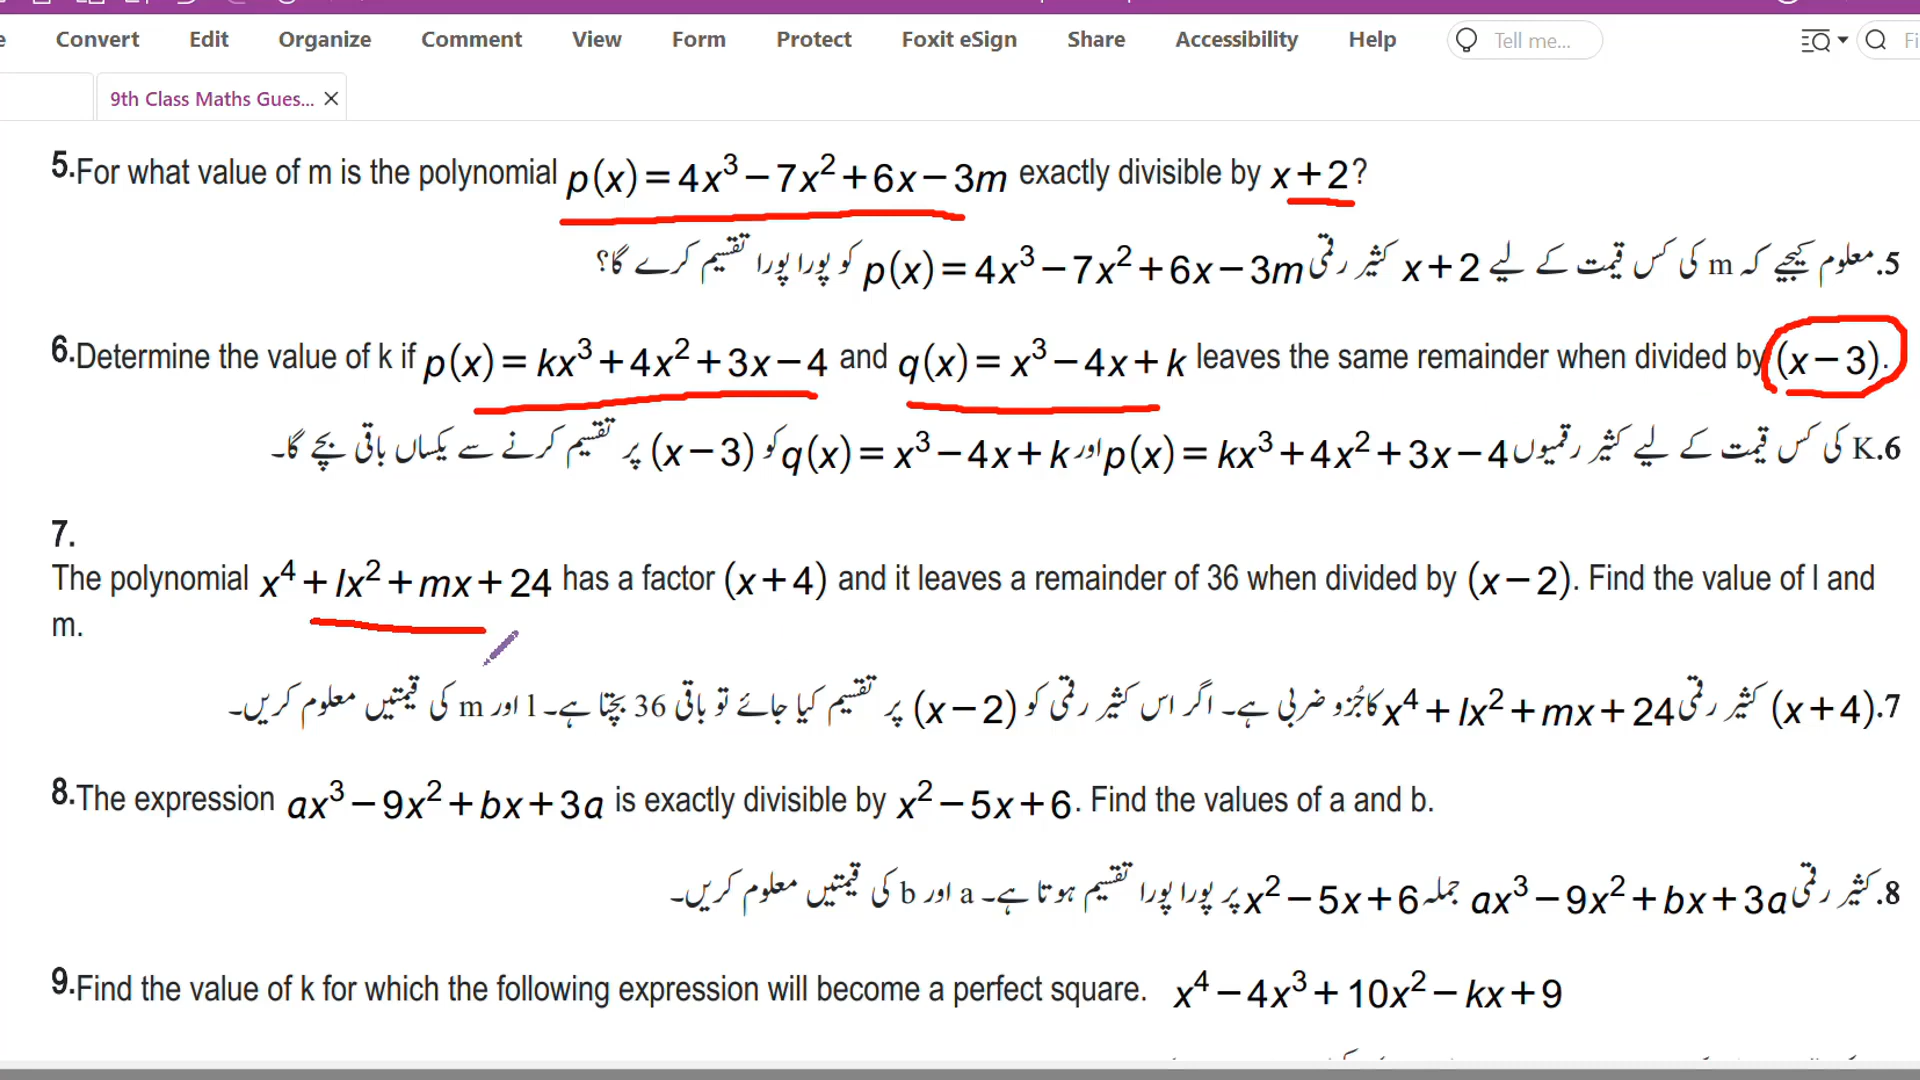 Convert Edit Organize Comment View Form Protect Foxit eSign Share Accessibility Help Tell me... Fi
9th Class Maths Gues...
5.For what value of m is the polynomial p(x) = 4x³ − 7x² + 6x − 3m exactly divisible by x + 2?
5.معلوم کیجیے کہ m کی کس قیمت کے لیے x + 2 کثیر رقمی p(x) = 4x³ − 7x² + 6x − 3m کو پورا پورا تقسیم کرے گا؟
6.Determine the value of k if p(x) = kx³ + 4x² + 3x − 4 and q(x) = x³ − 4x + k leaves the same remainder when divided by (x − 3).
6.K کی کس قیمت کے لیے کثیر رقمیوں p(x) = kx³ + 4x² + 3x − 4 اور q(x) = x³ − 4x + k کو (x − 3) پر تقسیم کرنے سے یکساں باقی بچے گا۔
7.
The polynomial x⁴ + lx² + mx + 24 has a factor (x + 4) and it leaves a remainder of 36 when divided by (x − 2). Find the value of l and
m.
7.(x + 4) کثیر رقمی x⁴ + lx² + mx + 24 کا جُزو ضربی ہے۔ اگر اس کثیر رقمی کو (x − 2) پر تقسیم کیا جائے تو باقی 36 بچتا ہے۔ l اور m کی قیمتیں معلوم کریں۔
8.The expression ax³ − 9x² + bx + 3a is exactly divisible by x² − 5x + 6. Find the values of a and b.
8.کثیر رقمی ax³ − 9x² + bx + 3a جملہ x² − 5x + 6 پر پورا پورا تقسیم ہوتا ہے۔ a اور b کی قیمتیں معلوم کریں۔
9.Find the value of k for which the following expression will become a perfect square. x⁴ − 4x³ + 10x² − kx + 9